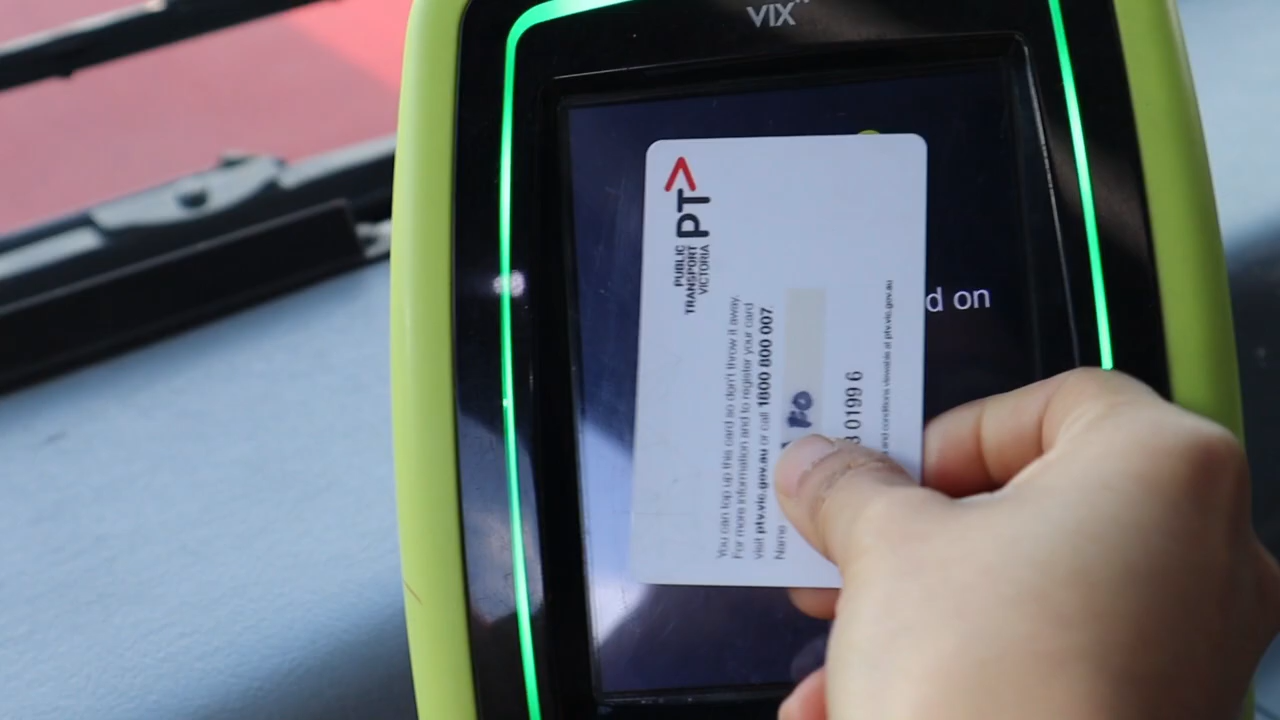 VIX
PT
PUBLIC
TRANSPORT
VICTORIA
d on
You can top up this card so don't throw it away.
For more information and to register your card
visit ptv.vic.gov.au or call 1800 800 007.
Name
3 0199 6
and conditions viewable at ptv.vic.gov.au